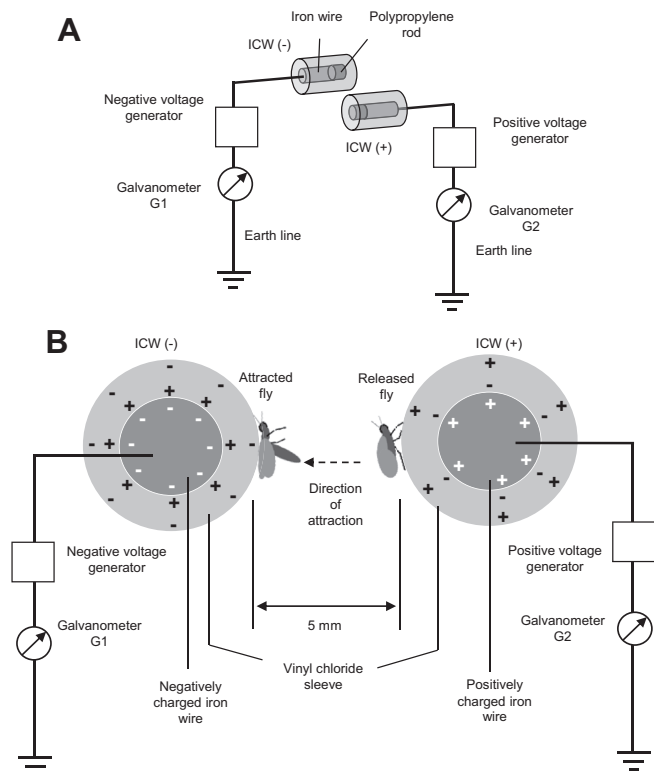 A
Iron wire
Polypropylene
rod
ICW (-)
Negative voltage
generator
Positive voltage
generator
ICW (+)
Galvanometer
G1
Galvanometer
G2
Earth line
Earth line
B
ICW (-)
ICW (+)
Attracted
fly
Released
fly
Direction
of
attraction
Negative voltage
generator
Positive voltage
generator
5 mm
Galvanometer
G1
Galvanometer
G2
Vinyl chloride
sleeve
Negatively
charged iron
wire
Positively
charged iron
wire